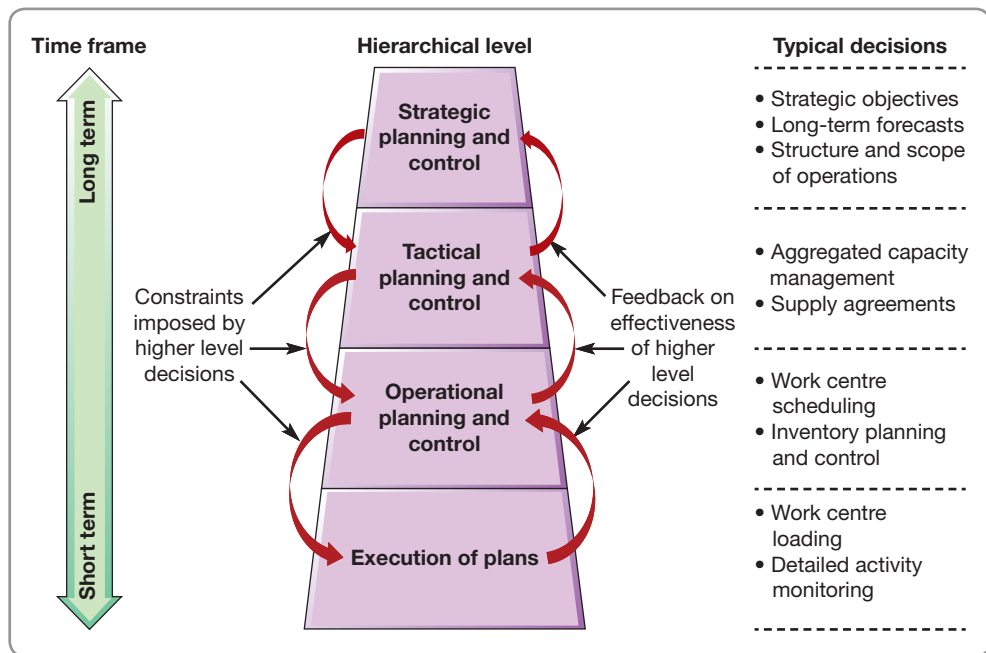 Time frame
Hierarchical level
Typical decisions
Long term
Short term
Strategic
planning and
control
Tactical
planning and
control
Operational
planning and
control
Execution of plans
Constraints
imposed by
higher level
decisions
Feedback on
effectiveness
of higher
level
decisions
• Strategic objectives
• Long-term forecasts
• Structure and scope
of operations
• Aggregated capacity
management
• Supply agreements
• Work centre
scheduling
• Inventory planning
and control
• Work centre
loading
• Detailed activity
monitoring